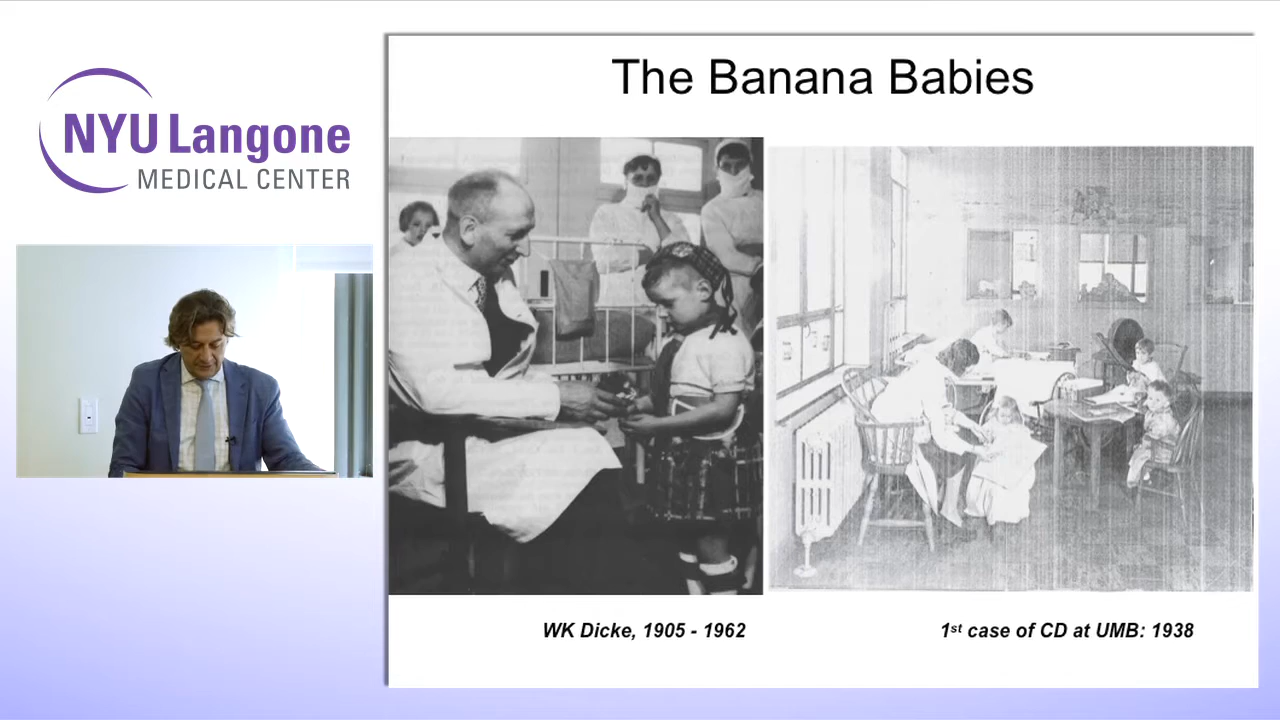 NYU Langone
MEDICAL CENTER
The Banana Babies
WK Dicke, 1905 - 1962
1st case of CD at UMB: 1938